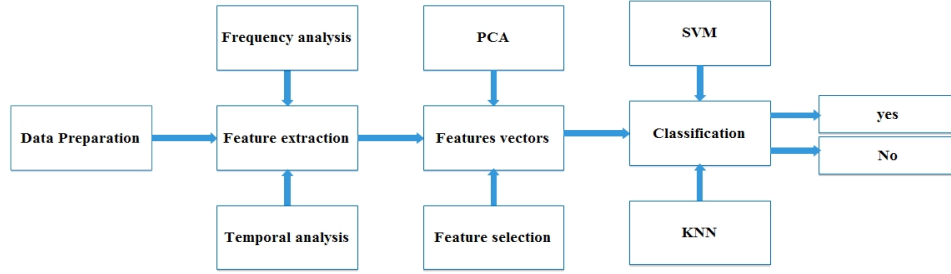 Frequency analysis
PCA
SVM
Data Preparation
Feature extraction
Features vectors
Classification
yes
No
Temporal analysis
Feature selection
KNN